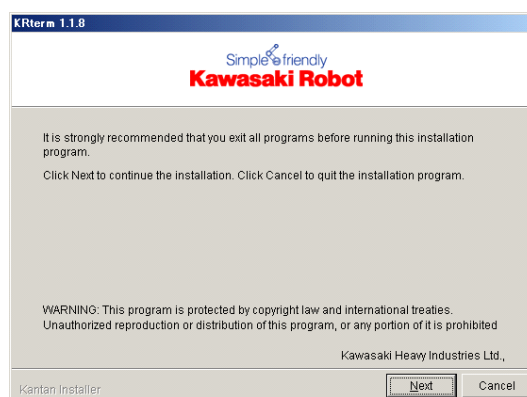 KRterm 1.1.8
Simple & friendly
Kawasaki Robot
It is strongly recommended that you exit all programs before running this installation
program.
Click Next to continue the installation. Click Cancel to quit the installation program.
WARNING: This program is protected by copyright law and international treaties.
Unauthorized reproduction or distribution of this program, or any portion of it is prohibited
Kawasaki Heavy Industries Ltd.,
Kantan Installer
Next
Cancel